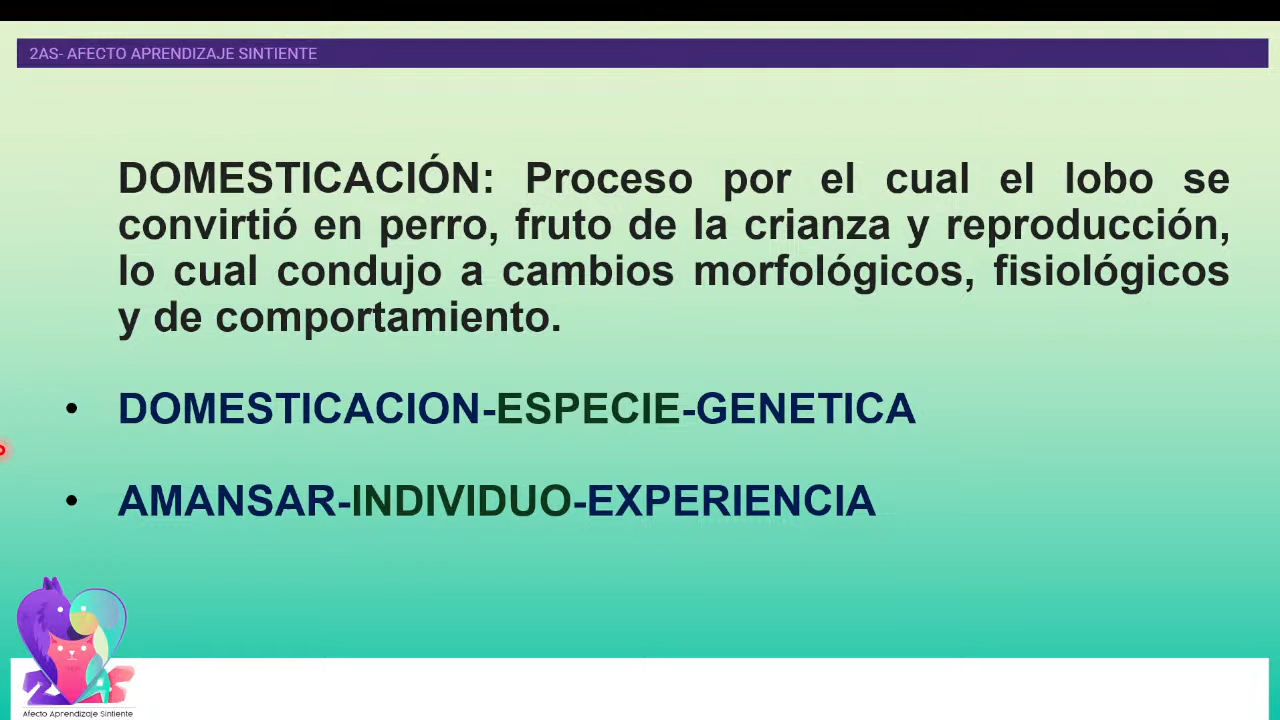 2AS- AFECTO APRENDIZAJE SINTIENTE
DOMESTICACIÓN: Proceso por el cual el lobo se
convirtió en perro, fruto de la crianza y reproducción,
lo cual condujo a cambios morfológicos, fisiológicos
y de comportamiento.
• DOMESTICACION-ESPECIE-GENETICA
• AMANSAR-INDIVIDUO-EXPERIENCIA
2AS
Afecto Aprendizaje Sintiente